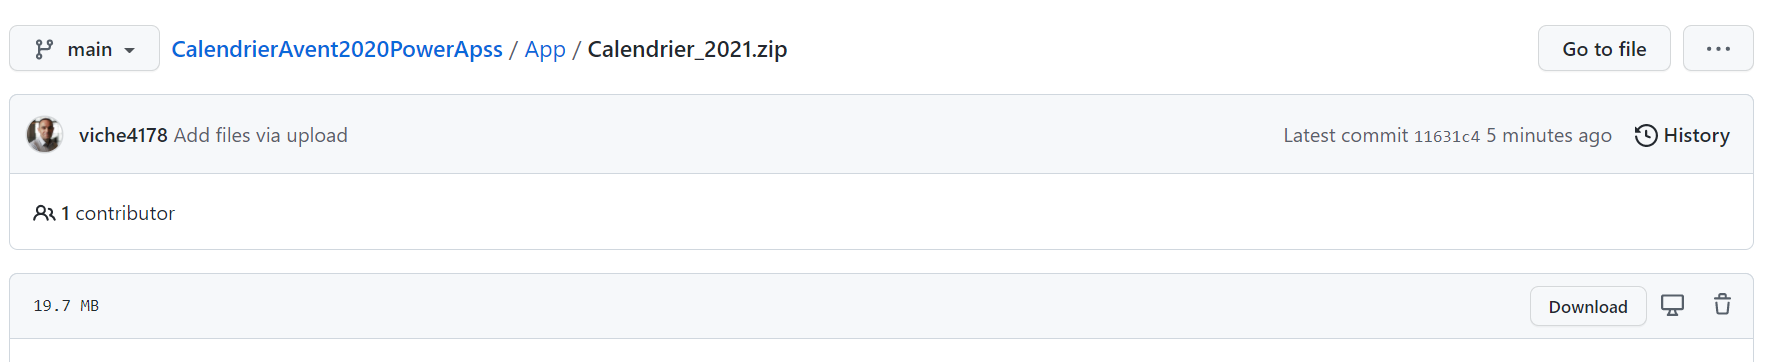 main CalendrierAvent2020PowerApss / App / Calendrier_2021.zip Go to file ...
viche4178 Add files via upload Latest commit 11631c4 5 minutes ago History
1 contributor
19.7 MB Download